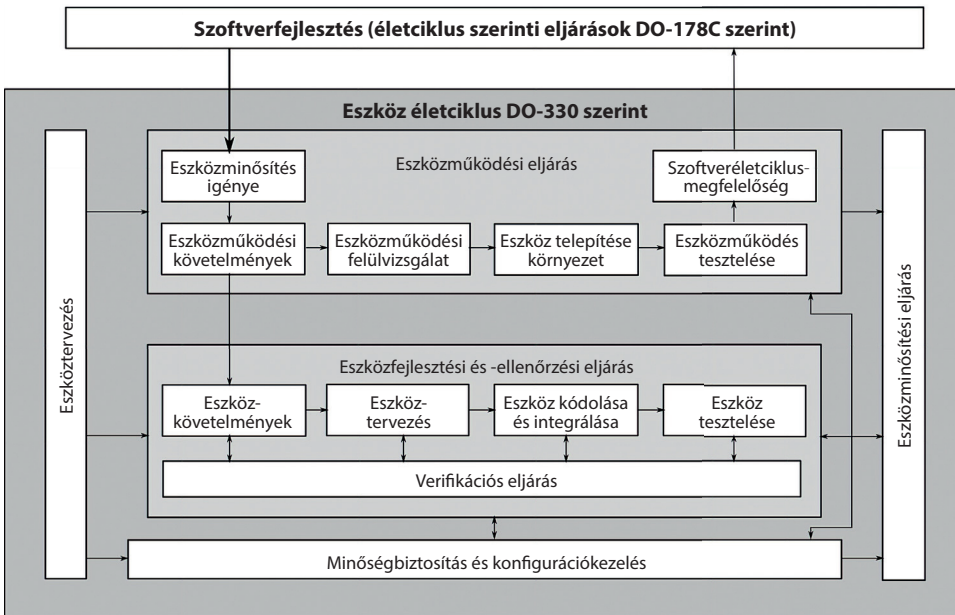 Szoftverfejlesztés (életciklus szerinti eljárások DO-178C szerint)
Eszköz életciklus DO-330 szerint
Eszköztervezés
Eszközműködési eljárás
Eszközminősítés
igénye
Szoftveréletciklus-
megfelelőség
Eszközműködési
követelmények
Eszközműködési
felülvizsgálat
Eszköz telepítése
környezet
Eszközműködés
tesztelése
Eszközfejlesztési és -ellenőrzési eljárás
Eszköz-
követelmények
Eszköz-
tervezés
Eszköz kódolása
és integrálása
Eszköz
tesztelése
Verifikációs eljárás
Minőségbiztosítás és konfigurációkezelés
Eszközminősítési eljárás